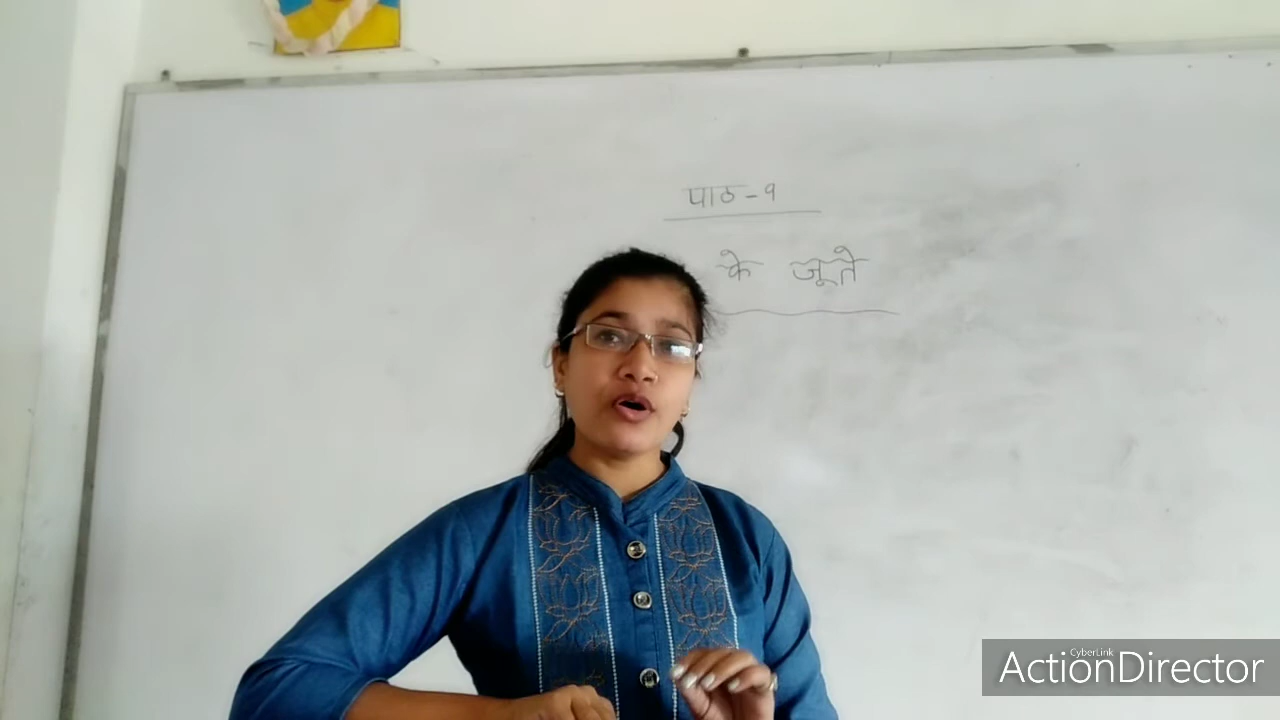 पाठ - १
के जूते
CyberLink
ActionDirector